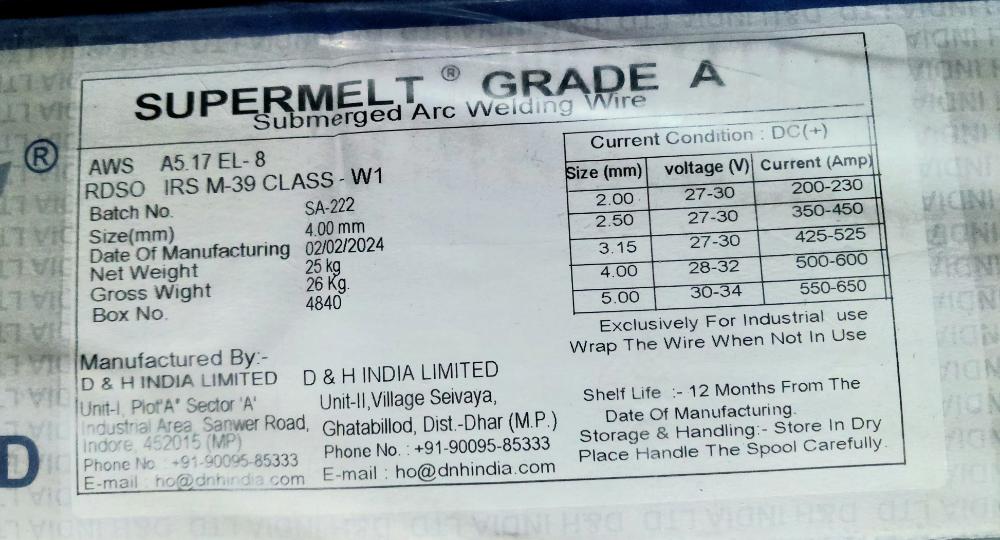 SUPERMELT ® GRADE A
Submerged Arc Welding Wire
®
AWS A5.17 EL-8
RDSO IRS M-39 CLASS - W1
Batch No. SA-222
Size(mm) 4.00 mm
Date Of Manufacturing 02/02/2024
Net Weight 25 kg
Gross Wight 26 Kg.
Box No. 4840
Current Condition : DC(+)
Size (mm) voltage (V) Current (Amp)
2.00 27-30 200-230
2.50 27-30 350-450
3.15 27-30 425-525
4.00 28-32 500-600
5.00 30-34 550-650
Exclusively For Industrial use
Wrap The Wire When Not In Use
Manufactured By:-
D & H INDIA LIMITED
Unit-I, Plot"A" Sector 'A'
Industrial Area, Sanwer Road,
Indore, 452015 (MP)
Phone No. : +91-90095-85333
E-mail : ho@dnhindia.com
D & H INDIA LIMITED
Unit-II,Village Seivaya,
Ghatabillod, Dist.-Dhar (M.P.)
Phone No. : +91-90095-85333
E-mail : ho@dnhindia.com
Shelf Life :- 12 Months From The
Date Of Manufacturing.
Storage & Handling:- Store In Dry
Place Handle The Spool Carefully.
D